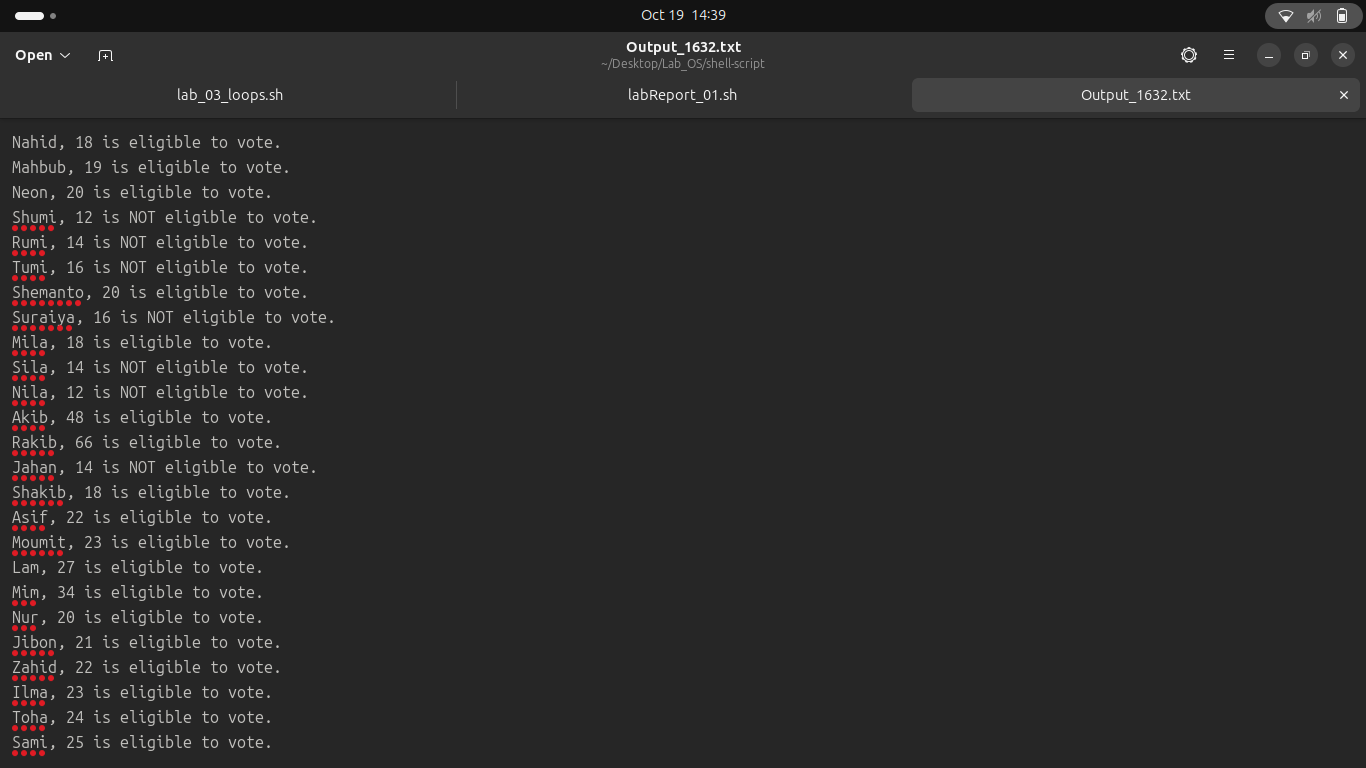 Oct 19 14:39
Open
Output_1632.txt
~/Desktop/Lab_OS/shell-script
lab_03_loops.sh
labReport_01.sh
Output_1632.txt
Nahid, 18 is eligible to vote.
Mahbub, 19 is eligible to vote.
Neon, 20 is eligible to vote.
Shumi, 12 is NOT eligible to vote.
Rumi, 14 is NOT eligible to vote.
Tumi, 16 is NOT eligible to vote.
Shemanto, 20 is eligible to vote.
Suraiya, 16 is NOT eligible to vote.
Mila, 18 is eligible to vote.
Sila, 14 is NOT eligible to vote.
Nila, 12 is NOT eligible to vote.
Akib, 48 is eligible to vote.
Rakib, 66 is eligible to vote.
Jahan, 14 is NOT eligible to vote.
Shakib, 18 is eligible to vote.
Asif, 22 is eligible to vote.
Moumit, 23 is eligible to vote.
Lam, 27 is eligible to vote.
Mim, 34 is eligible to vote.
Nur, 20 is eligible to vote.
Jibon, 21 is eligible to vote.
Zahid, 22 is eligible to vote.
Ilma, 23 is eligible to vote.
Toha, 24 is eligible to vote.
Sami, 25 is eligible to vote.